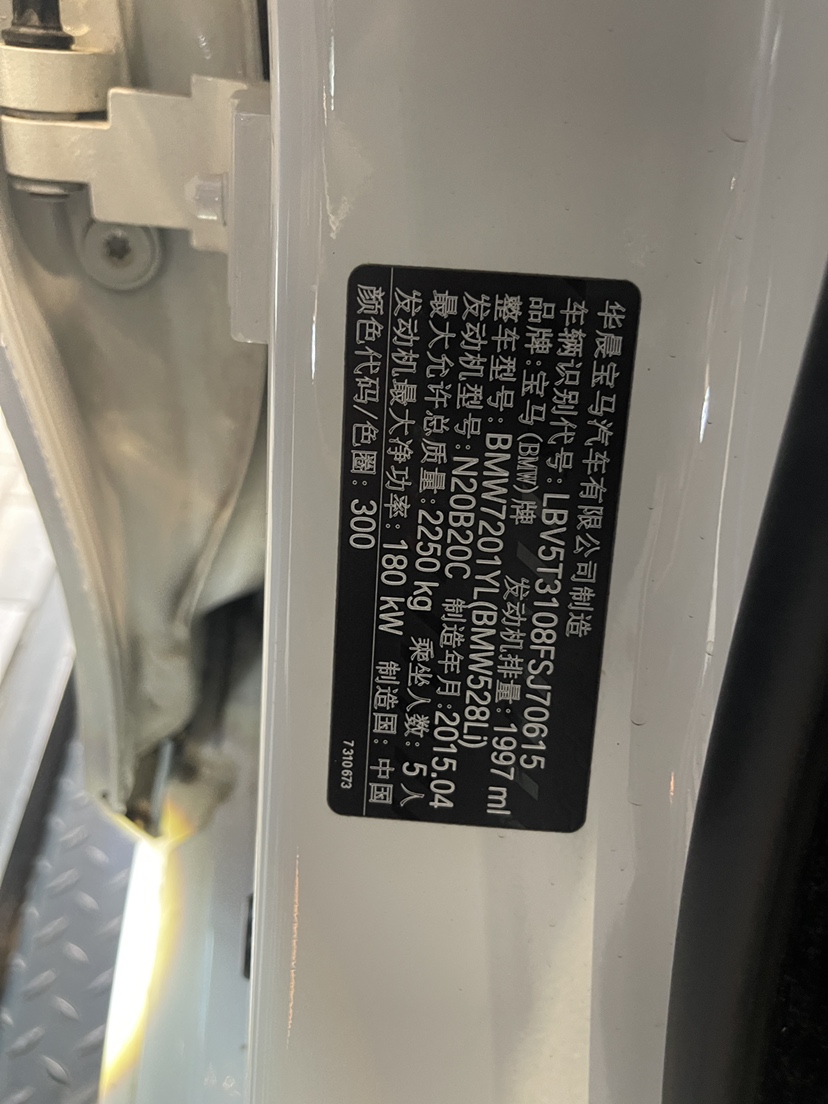 华晨宝马汽车有限公司制造
车辆识别代号: LBV5T3108FSJ70615
品牌:宝马(BMW)牌 发动机排量: 1997 ml
整车型号: BMW7201YL(BMW528Li)
发动机型号: N20B20C 制造年月:2015.04
最大允许总质量: 2250 kg 乘坐人数: 5 人
发动机最大净功率: 180 kW 制造国: 中国
颜色代码/色圈: 300
7310673